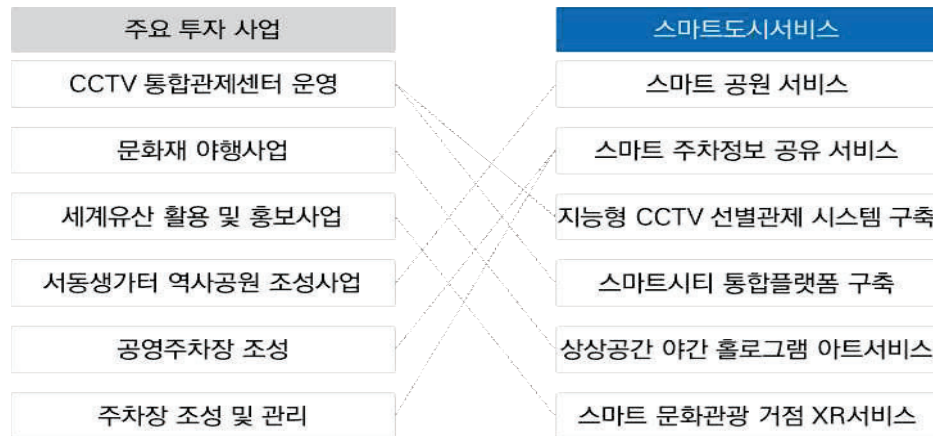 주요 투자 사업
스마트도시서비스
CCTV 통합관제센터 운영
스마트 공원 서비스
문화재 야행사업
스마트 주차정보 공유 서비스
세계유산 활용 및 홍보사업
지능형 CCTV 선별관제 시스템 구축
서동생가터 역사공원 조성사업
스마트시티 통합플랫폼 구축
공영주차장 조성
상상공간 야간 홀로그램 아트서비스
주차장 조성 및 관리
스마트 문화관광 거점 XR서비스